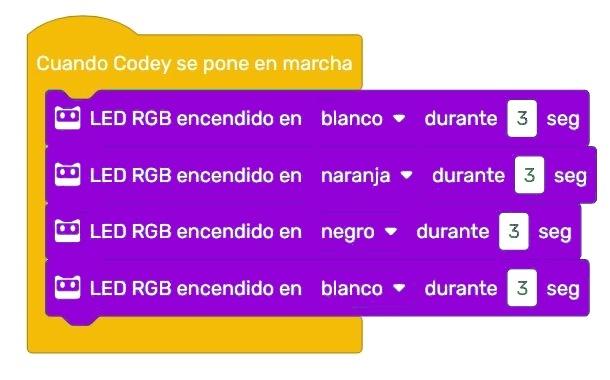 Cuando Codey se pone en marcha
LED RGB encendido en blanco durante 3 seg
LED RGB encendido en naranja durante 3 seg
LED RGB encendido en negro durante 3 seg
LED RGB encendido en blanco durante 3 seg